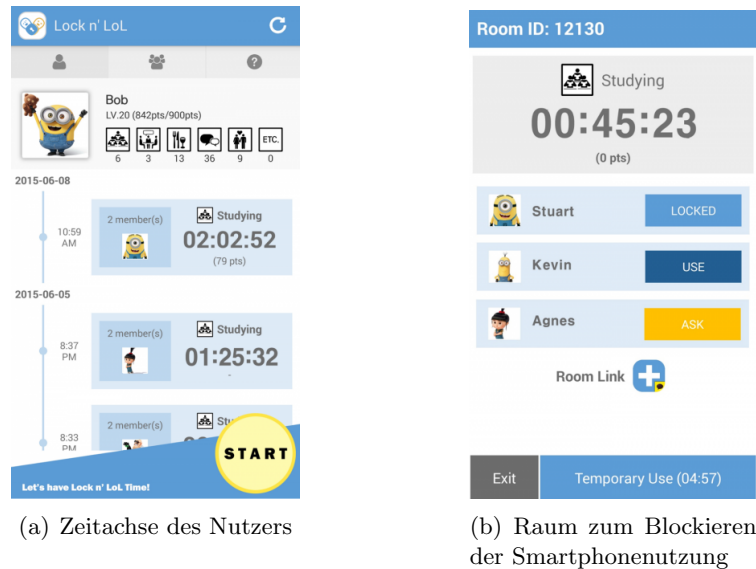 Lock n' LoL
Bob
LV.20 (842pts/900pts)
ETC.
6 3 13 36 9 0
2015-06-08
10:59
AM
2 member(s)
Studying
02:02:52
(79 pts)
2015-06-05
8:37
PM
2 member(s)
Studying
01:25:32
-
8:33
PM
2 member(s)
START
Let's have Lock n' LoL Time!
(a) Zeitachse des Nutzers
Room ID: 12130
Studying
00:45:23
(0 pts)
Stuart LOCKED
Kevin USE
Agnes ASK
Room Link
Exit Temporary Use (04:57)
(b) Raum zum Blockieren
der Smartphonenutzung